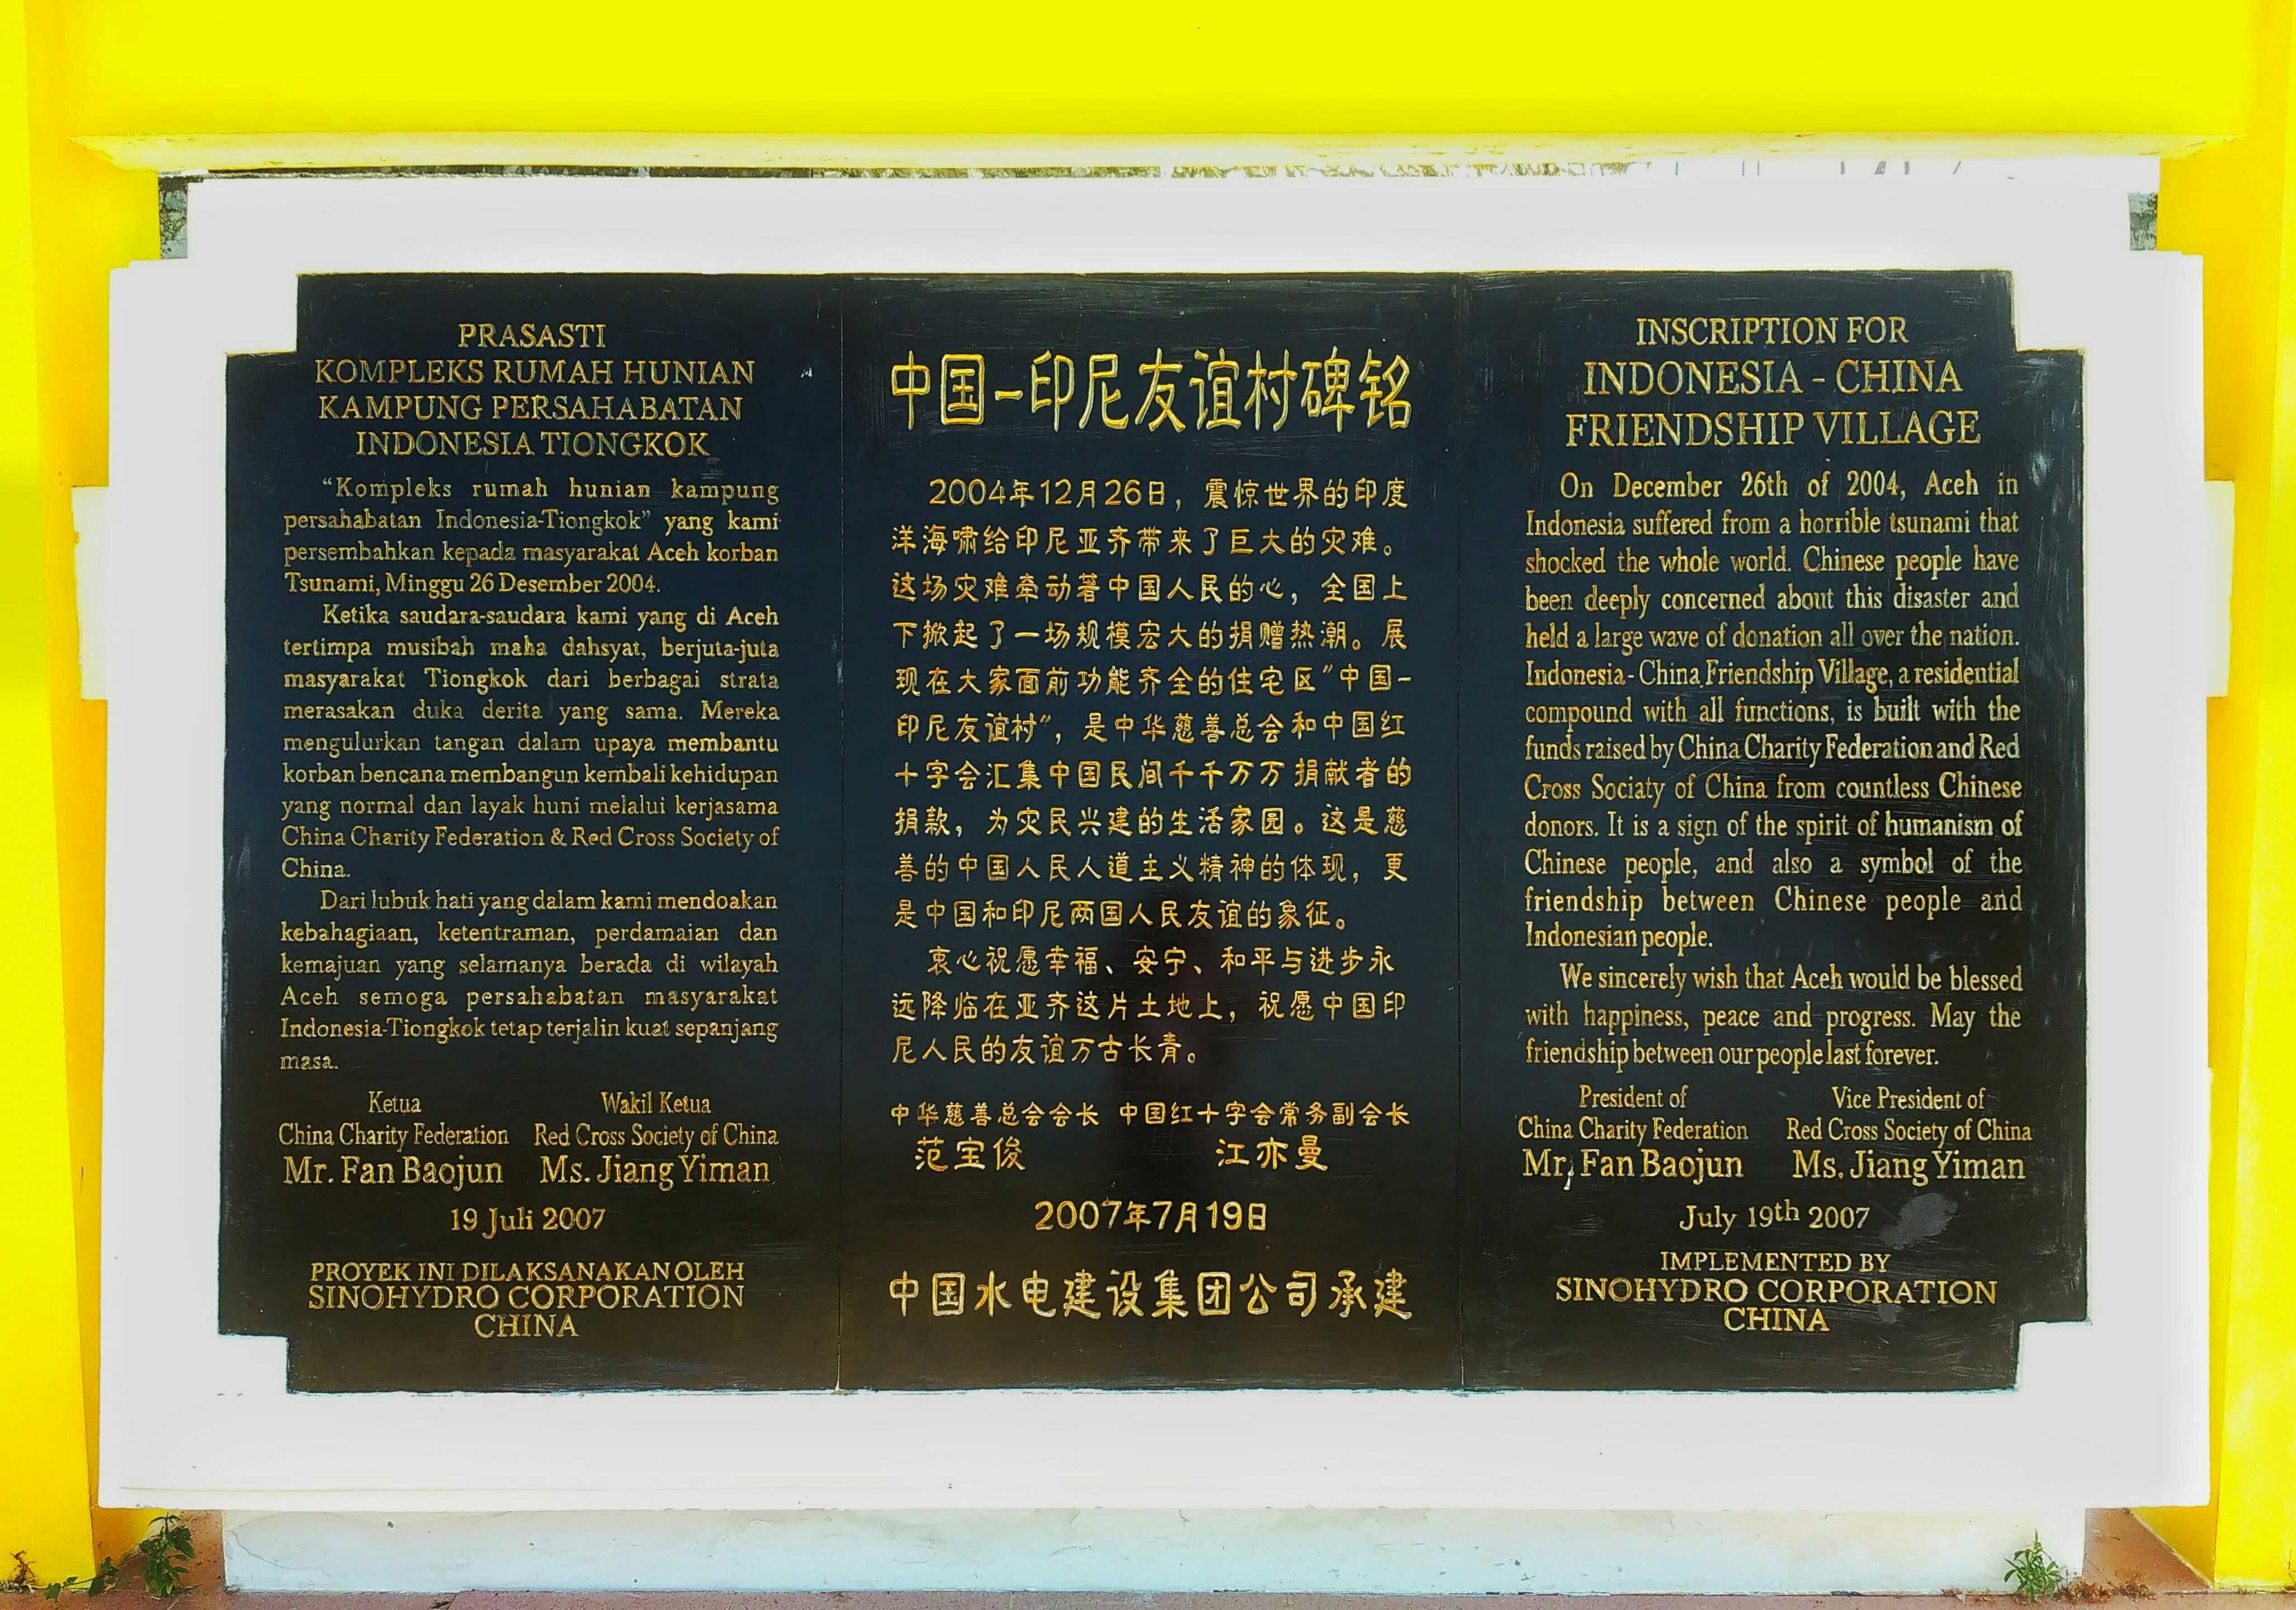 PRASASTI
KOMPLEKS RUMAH HUNIAN
KAMPUNG PERSAHABATAN
INDONESIA TIONGKOK
“Kompleks rumah hunian kampung
persahabatan Indonesia-Tiongkok” yang kami
persembahkan kepada masyarakat Aceh korban
Tsunami, Minggu 26 Desember 2004.
Ketika saudara-saudara kami yang di Aceh
tertimpa musibah maha dahsyat, berjuta-juta
masyarakat Tiongkok dari berbagai strata
merasakan duka derita yang sama. Mereka
mengulurkan tangan dalam upaya membantu
korban bencana membangun kembali kehidupan
yang normal dan layak huni melalui kerjasama
China Charity Federation & Red Cross Society of
China.
Dari lubuk hati yang dalam kami mendoakan
kebahagiaan, ketentraman, perdamaian dan
kemajuan yang selamanya berada di wilayah
Aceh semoga persahabatan masyarakat
Indonesia-Tiongkok tetap terjalin kuat sepanjang
masa.
Ketua Wakil Ketua
China Charity Federation Red Cross Society of China
Mr. Fan Baojun Ms. Jiang Yiman
19 Juli 2007
PROYEK INI DILAKSANAKAN OLEH
SINOHYDRO CORPORATION
CHINA
中国-印尼友谊村碑铭
2004年12月26日，震惊世界的印度
洋海啸给印尼亚齐带来了巨大的灾难。
这场灾难牵动著中国人民的心，全国上
下掀起了一场规模宏大的捐赠热潮。展
现在大家面前功能齐全的住宅区"中国-
印尼友谊村"，是中华慈善总会和中国红
十字会汇集中国民间千千万万捐献者的
捐款，为灾民兴建的生活家园。这是慈
善的中国人民人道主义精神的体现，更
是中国和印尼两国人民友谊的象征。
衷心祝愿幸福、安宁、和平与进步永
远降临在亚齐这片土地上，祝愿中国印
尼人民的友谊万古长青。
中华慈善总会会长 中国红十字会常务副会长
范宝俊 江亦曼
2007年7月19日
中国水电建设集团公司承建
INSCRIPTION FOR
INDONESIA - CHINA
FRIENDSHIP VILLAGE
On December 26th of 2004, Aceh in
Indonesia suffered from a horrible tsunami that
shocked the whole world. Chinese people have
been deeply concerned about this disaster and
held a large wave of donation all over the nation.
Indonesia- China Friendship Village, a residential
compound with all functions, is built with the
funds raised by China Charity Federation and Red
Cross Sociaty of China from countless Chinese
donors. It is a sign of the spirit of humanism of
Chinese people, and also a symbol of the
friendship between Chinese people and
Indonesian people.
We sincerely wish that Aceh would be blessed
with happiness, peace and progress. May the
friendship between our people last forever.
President of Vice President of
China Charity Federation Red Cross Society of China
Mr. Fan Baojun Ms. Jiang Yiman
July 19th 2007
IMPLEMENTED BY
SINOHYDRO CORPORATION
CHINA